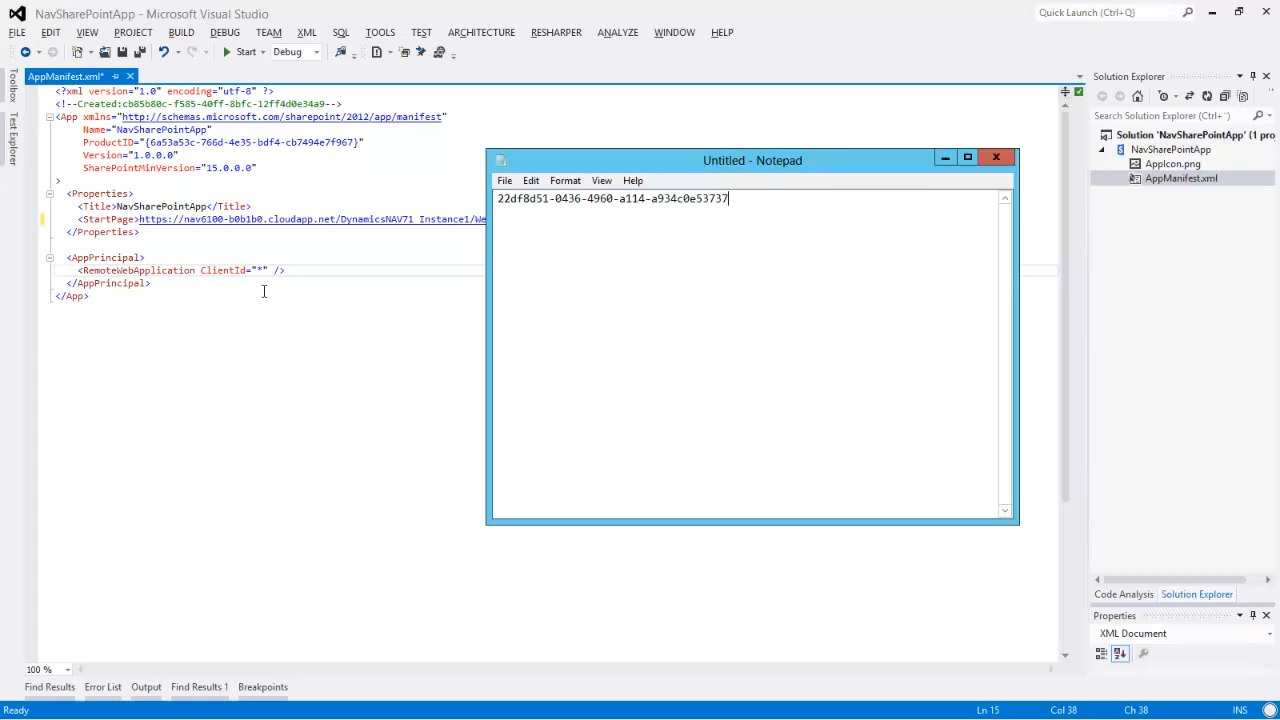 NavSharePointApp - Microsoft Visual Studio
Quick Launch (Ctrl+Q)
FILE EDIT VIEW PROJECT BUILD DEBUG TEAM XML SQL TOOLS TEST ARCHITECTURE RESHARPER ANALYZE WINDOW HELP
Start Debug
Toolbox
Test Explorer
AppManifest.xml*
<?xml version="1.0" encoding="utf-8" ?>
<!--Created:cb85b80c-f585-40ff-8bfc-12ff4d0e34a9-->
<App xmlns="http://schemas.microsoft.com/sharepoint/2012/app/manifest"
Name="NavSharePointApp"
ProductID="{6a53a53c-766d-4e35-bdf4-cb7494e7f967}"
Version="1.0.0.0"
SharePointMinVersion="15.0.0.0"
>
<Properties>
<Title>NavSharePointApp</Title>
<StartPage>https://nav6100-b0b1b0.cloudapp.net/DynamicsNAV71_Instance1/We
</Properties>
<AppPrincipal>
<RemoteWebApplication ClientId="*" />
</AppPrincipal>
</App>
Untitled - Notepad
File Edit Format View Help
22df8d51-0436-4960-a114-a934c0e53737
Solution Explorer
Search Solution Explorer (Ctrl+¨)
Solution 'NavSharePointApp' (1 pro
NavSharePointApp
AppIcon.png
AppManifest.xml
Code Analysis Solution Explorer
Properties
XML Document
100 %
Find Results Error List Output Find Results 1 Breakpoints
Ready Ln 15 Col 38 Ch 38 INS